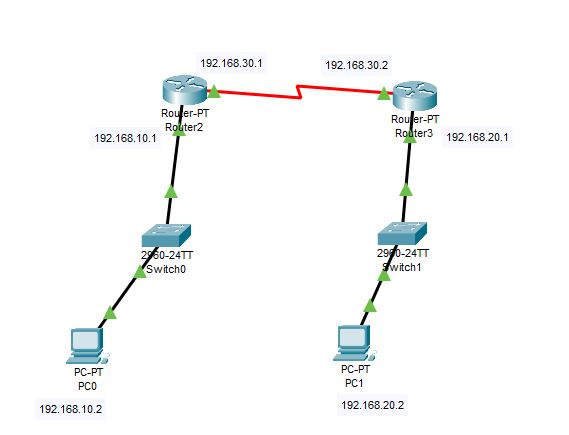 192.168.30.1
192.168.30.2
Router-PT
Router2
Router-PT
Router3
192.168.10.1
192.168.20.1
2960-24TT
Switch0
2960-24TT
Switch1
PC-PT
PC0
PC-PT
PC1
192.168.10.2
192.168.20.2